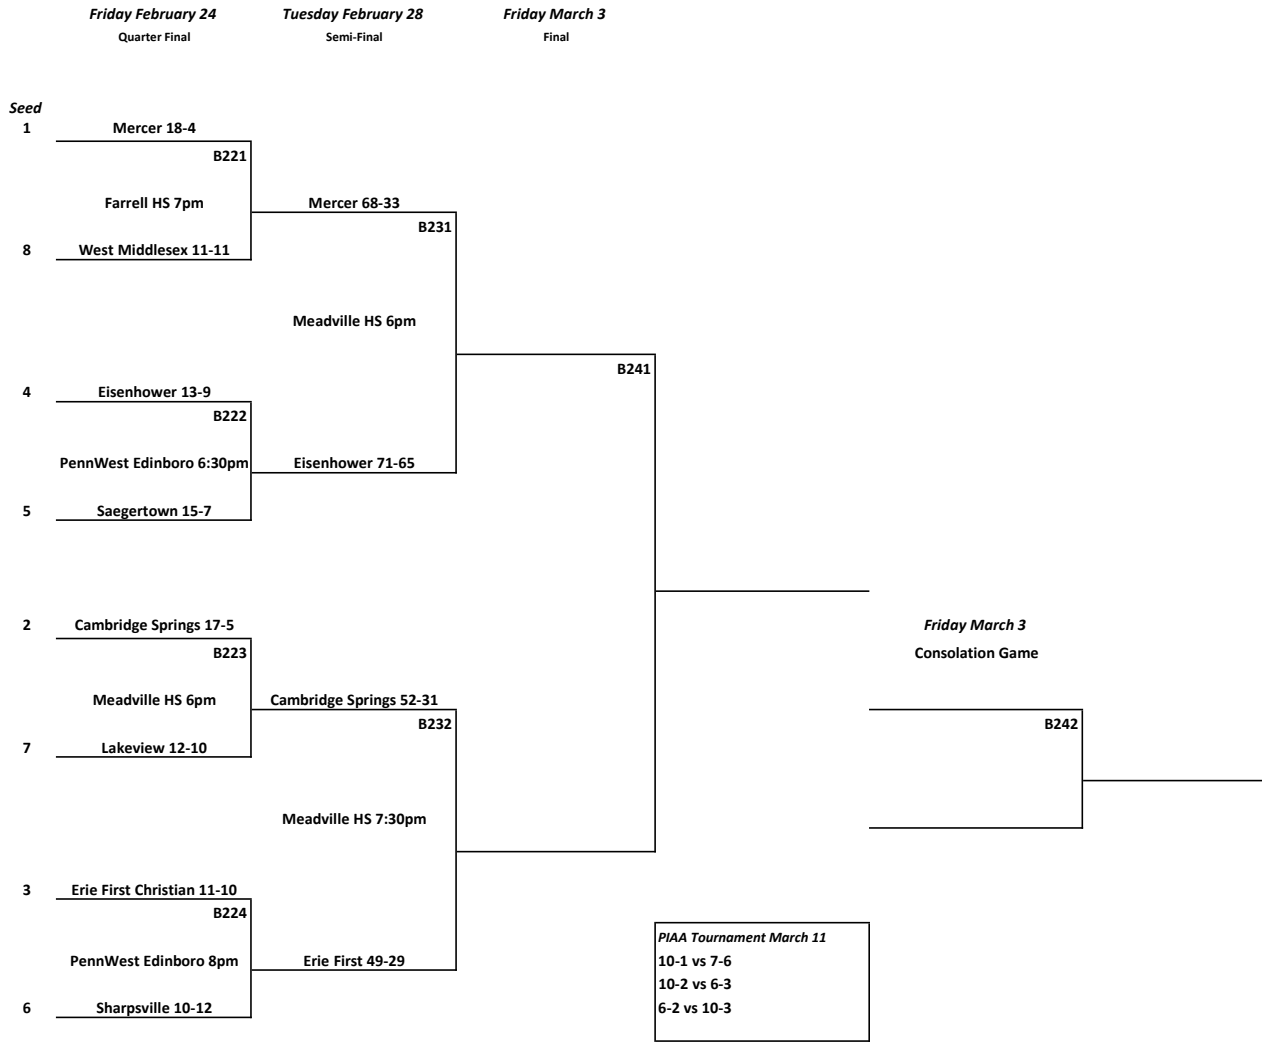 Friday February 24
Tuesday February 28
Friday March 3
Quarter Final
Semi-Final
Final
Seed
1
Mercer 18-4
B221
Farrell HS 7pm
Mercer 68-33
B231
8
West Middlesex 11-11
Meadville HS 6pm
B241
4
Eisenhower 13-9
B222
PennWest Edinboro 6:30pm
Eisenhower 71-65
5
Saegertown 15-7
2
Cambridge Springs 17-5
Friday March 3
B223
Consolation Game
Meadville HS 6pm
Cambridge Springs 52-31
B232
B242
7
Lakeview 12-10
Meadville HS 7:30pm
3
Erie First Christian 11-10
B224
PIAA Tournament March 11
PennWest Edinboro 8pm
Erie First 49-29
10-1 vs 7-6
10-2 vs 6-3
6
Sharpsville 10-12
6-2 vs 10-3